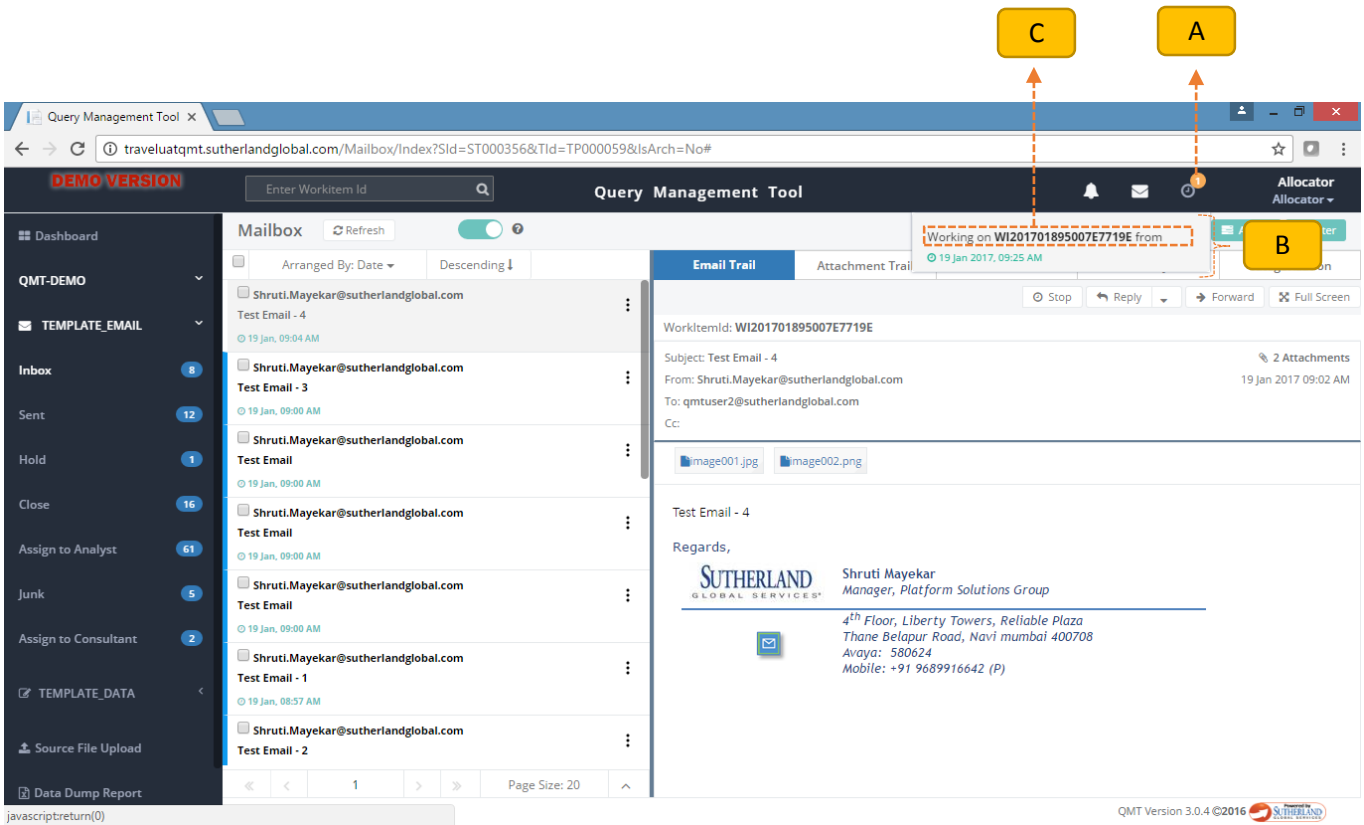 C
A
Query Management Tool
traveluatqmt.sutherlandglobal.com/Mailbox/Index?SId=ST000356&TId=TP000059&IsArch=No#
DEMO VERSION
Enter Workitem Id
Query Management Tool
1
Allocator
Allocator
Dashboard
QMT-DEMO
TEMPLATE_EMAIL
Inbox 8
Sent 12
Hold 1
Close 16
Assign to Analyst 61
Junk 5
Assign to Consultant 2
TEMPLATE_DATA
Source File Upload
Data Dump Report
javascript:return(0)
Mailbox Refresh
Arranged By: Date Descending
Shruti.Mayekar@sutherlandglobal.com
Test Email - 4
19 Jan, 09:04 AM
Shruti.Mayekar@sutherlandglobal.com
Test Email - 3
19 Jan, 09:00 AM
Shruti.Mayekar@sutherlandglobal.com
Test Email
19 Jan, 09:00 AM
Shruti.Mayekar@sutherlandglobal.com
Test Email
19 Jan, 09:00 AM
Shruti.Mayekar@sutherlandglobal.com
Test Email
19 Jan, 09:00 AM
Shruti.Mayekar@sutherlandglobal.com
Test Email - 1
19 Jan, 08:57 AM
Shruti.Mayekar@sutherlandglobal.com
Test Email - 2
1 Page Size: 20
Working on WI201701895007E7719E from
19 Jan 2017, 09:25 AM
B
Email Trail Attachment Trail
Stop Reply Forward Full Screen
WorkItemId: WI201701895007E7719E
Subject: Test Email - 4 2 Attachments
From: Shruti.Mayekar@sutherlandglobal.com 19 Jan 2017 09:02 AM
To: qmtuser2@sutherlandglobal.com
Cc:
image001.jpg image002.png
Test Email - 4
Regards,
SUTHERLAND
GLOBAL SERVICES®
Shruti Mayekar
Manager, Platform Solutions Group
4th Floor, Liberty Towers, Reliable Plaza
Thane Belapur Road, Navi mumbai 400708
Avaya: 580624
Mobile: +91 9689916642 (P)
QMT Version 3.0.4 ©2016 Powered by SUTHERLAND